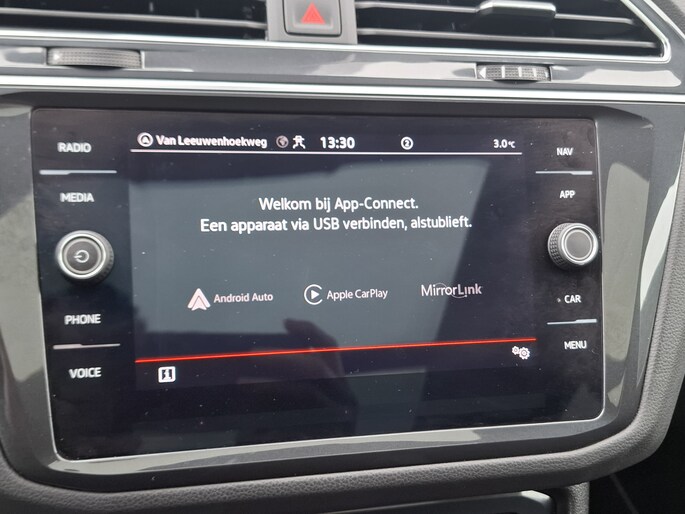 RADIO
MEDIA
PHONE
VOICE
Van Leeuwenhoekweg 13:30 2 3.0°C
Welkom bij App-Connect.
Een apparaat via USB verbinden, alstublieft.
Android Auto Apple CarPlay MirrorLink
NAV
APP
CAR
MENU